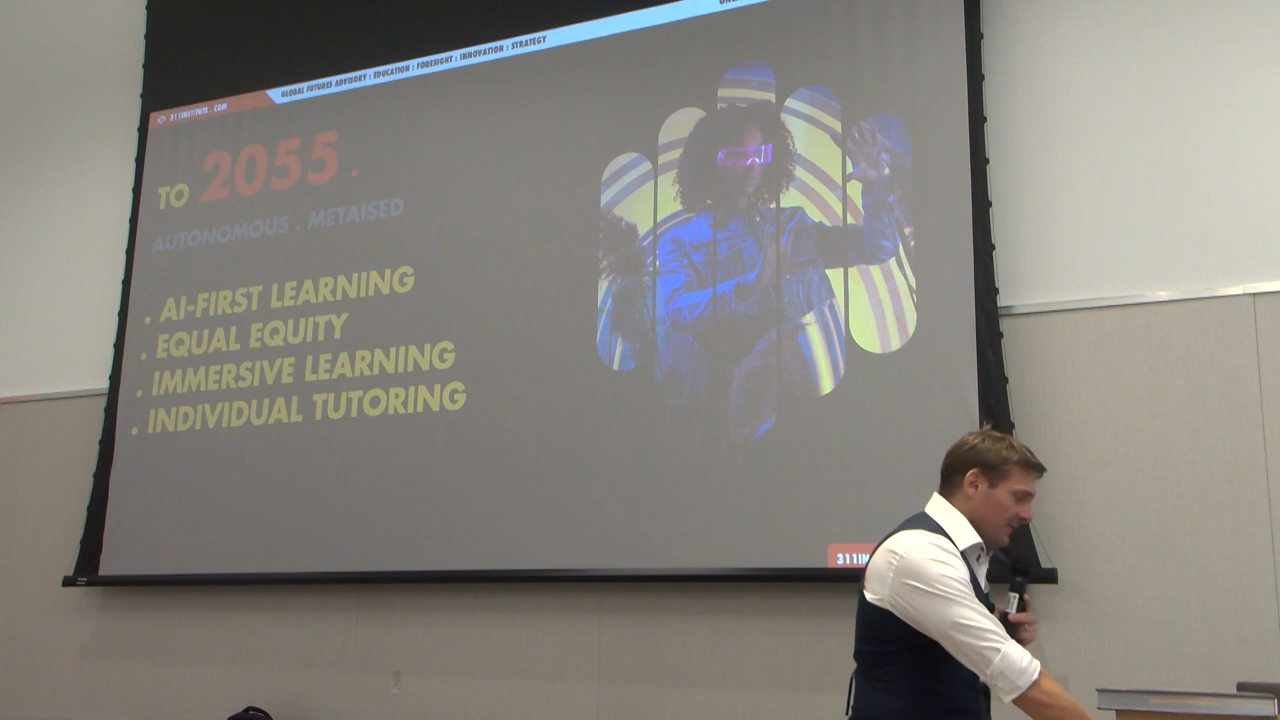 311INSTITUTE . COM
GLOBAL FUTURES ADVISORY : EDUCATION : FORESIGHT : INNOVATION : STRATEGY
TO 2055 .
AUTONOMOUS . METAISED
. AI-FIRST LEARNING
. EQUAL EQUITY
. IMMERSIVE LEARNING
. INDIVIDUAL TUTORING
311IN